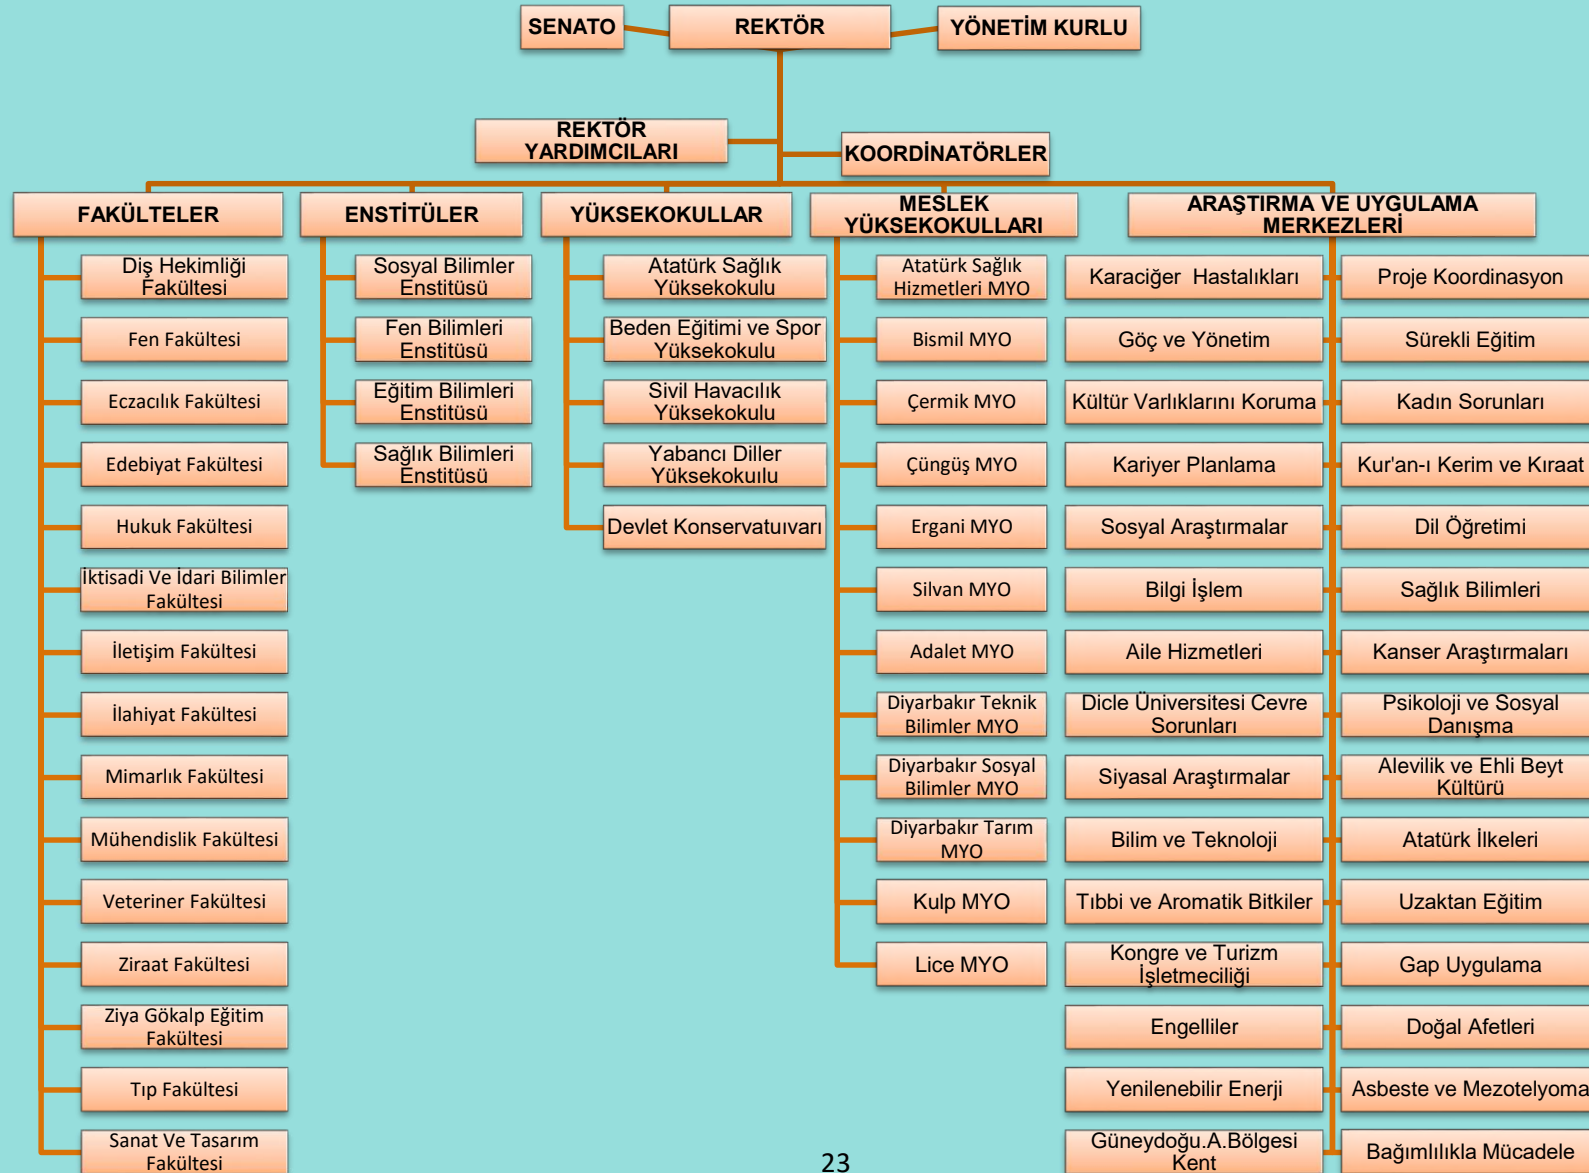 SENATO
REKTÖR
YÖNETİM KURLU
REKTÖR
YARDIMCILARI
KOORDİNATÖRLER
FAKÜLTELER
Diş Hekimliği
Fakültesi
Fen Fakültesi
Eczacılık Fakültesi
Edebiyat Fakültesi
Hukuk Fakültesi
İktisadi Ve İdari Bilimler
Fakültesi
İletişim Fakültesi
İlahiyat Fakültesi
Mimarlık Fakültesi
Mühendislik Fakültesi
Veteriner Fakültesi
Ziraat Fakültesi
Ziya Gökalp Eğitim
Fakültesi
Tıp Fakültesi
Sanat Ve Tasarım
Fakültesi
ENSTİTÜLER
Sosyal Bilimler
Enstitüsü
Fen Bilimleri
Enstitüsü
Eğitim Bilimleri
Enstitüsü
Sağlık Bilimleri
Enstitüsü
YÜKSEKOKULLAR
Atatürk Sağlık
Yüksekokulu
Beden Eğitimi ve Spor
Yüksekokulu
Sivil Havacılık
Yüksekokulu
Yabancı Diller
Yüksekokuılu
Devlet Konservatuıvarı
MESLEK
YÜKSEKOKULLARI
Atatürk Sağlık
Hizmetleri MYO
Bismil MYO
Çermik MYO
Çüngüş MYO
Ergani MYO
Silvan MYO
Adalet MYO
Diyarbakır Teknik
Bilimler MYO
Diyarbakır Sosyal
Bilimler MYO
Diyarbakır Tarım
MYO
Kulp MYO
Lice MYO
ARAŞTIRMA VE UYGULAMA
MERKEZLERİ
Karaciğer Hastalıkları
Proje Koordinasyon
Göç ve Yönetim
Sürekli Eğitim
Kültür Varlıklarını Koruma
Kadın Sorunları
Kariyer Planlama
Kur'an-ı Kerim ve Kıraat
Sosyal Araştırmalar
Dil Öğretimi
Bilgi İşlem
Sağlık Bilimleri
Aile Hizmetleri
Kanser Araştırmaları
Dicle Üniversitesi Cevre
Sorunları
Psikoloji ve Sosyal
Danışma
Siyasal Araştırmalar
Alevilik ve Ehli Beyt
Kültürü
Bilim ve Teknoloji
Atatürk İlkeleri
Tıbbi ve Aromatik Bitkiler
Uzaktan Eğitim
Kongre ve Turizm
İşletmeciliği
Gap Uygulama
Engelliler
Doğal Afetleri
Yenilenebilir Enerji
Asbeste ve Mezotelyoma
Güneydoğu.A.Bölgesi
Kent
Bağımlılıkla Mücadele
23